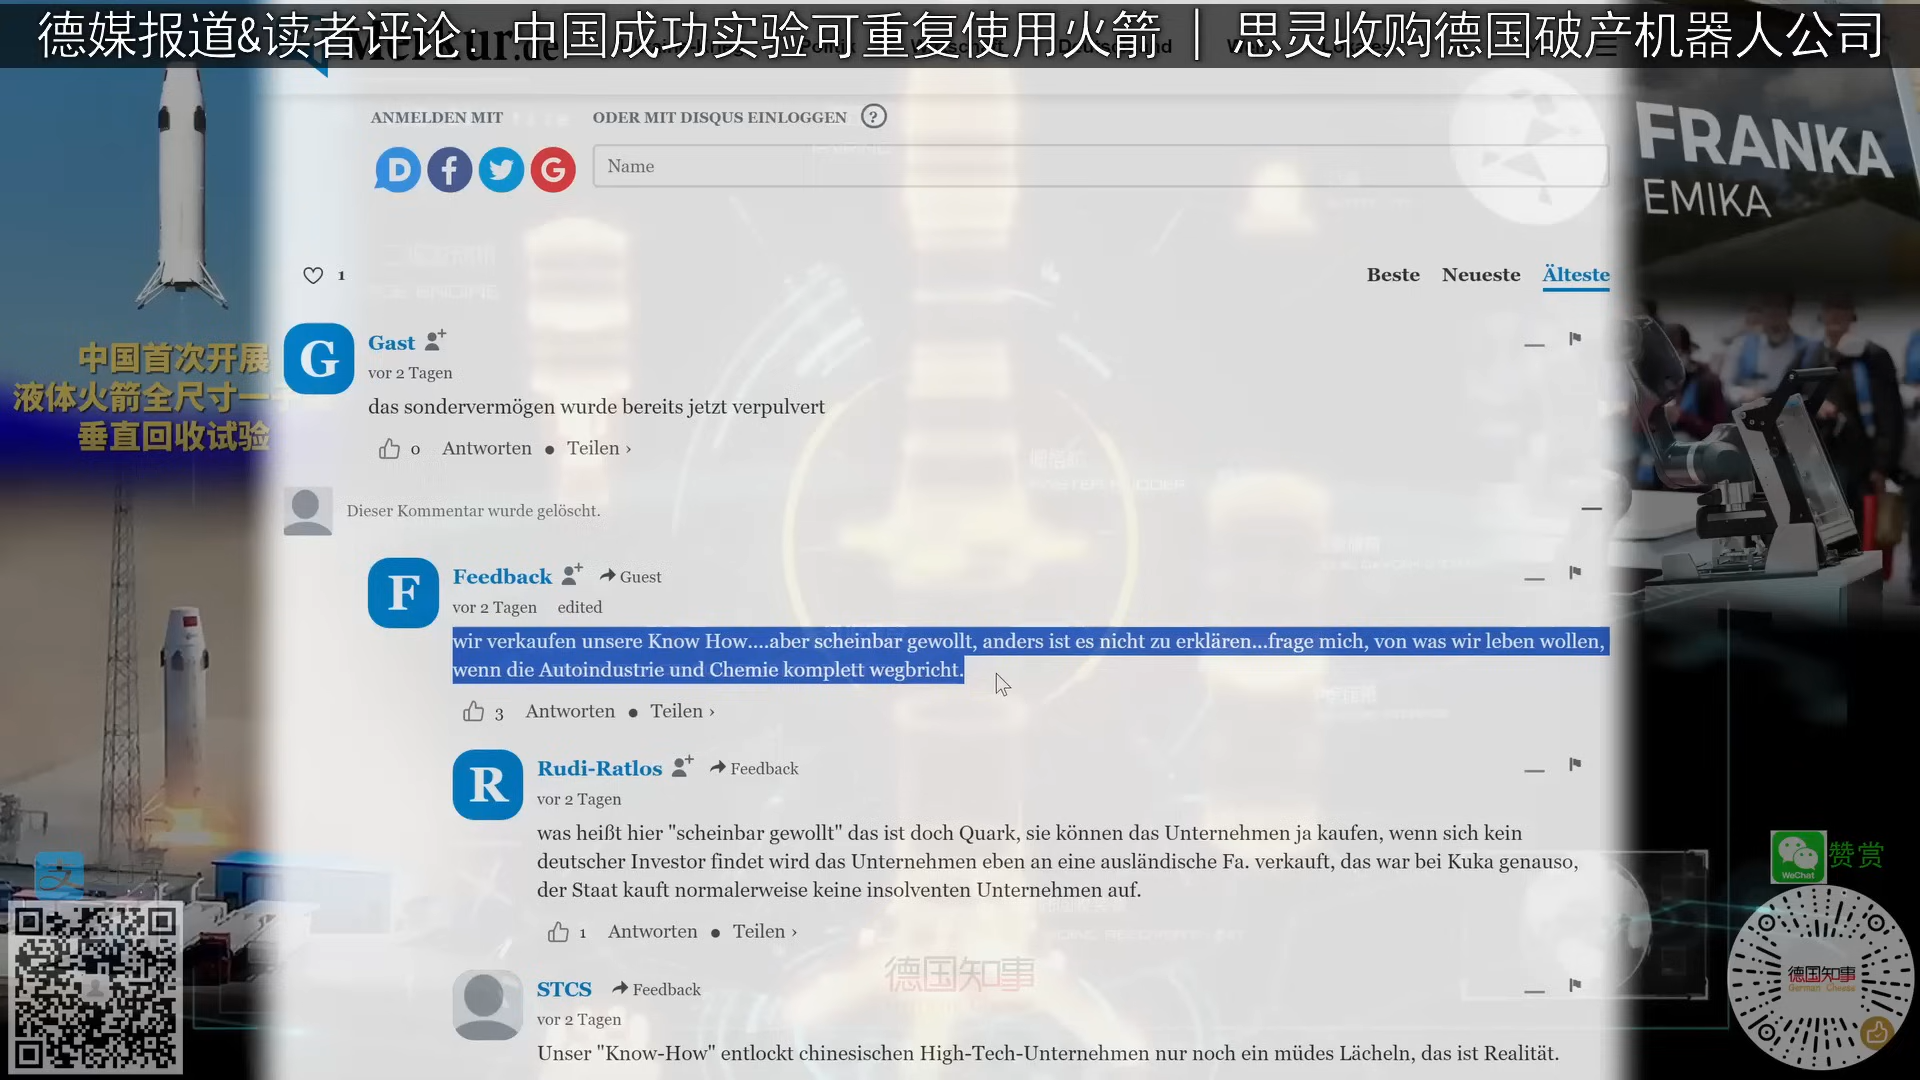 德媒报道&读者评论：中国成功实验可重复使用火箭 | 思灵收购德国破产机器人公司
Merkur.de
FRANKA
EMIKA
ANMELDEN MIT
ODER MIT DISQUS EINLOGGEN ?
Name
1
Beste Neueste Älteste
中国首次开展
液体火箭全尺寸一
垂直回收试验
G
Gast
vor 2 Tagen
das sondervermögen wurde bereits jetzt verpulvert
0 Antworten • Teilen ›
Dieser Kommentar wurde gelöscht.
F
Feedback Guest
vor 2 Tagen edited
wir verkaufen unsere Know How....aber scheinbar gewollt, anders ist es nicht zu erklären...frage mich, von was wir leben wollen,
wenn die Autoindustrie und Chemie komplett wegbricht.
3 Antworten • Teilen ›
R
Rudi-Ratlos Feedback
vor 2 Tagen
was heißt hier "scheinbar gewollt" das ist doch Quark, sie können das Unternehmen ja kaufen, wenn sich kein
deutscher Investor findet wird das Unternehmen eben an eine ausländische Fa. verkauft, das war bei Kuka genauso,
der Staat kauft normalerweise keine insolventen Unternehmen auf.
1 Antworten • Teilen ›
STCS Feedback
vor 2 Tagen
Unser "Know-How" entlockt chinesischen High-Tech-Unternehmen nur noch ein müdes Lächeln, das ist Realität.
德国知事
WeChat
赞赏
德国知事
German Cheese